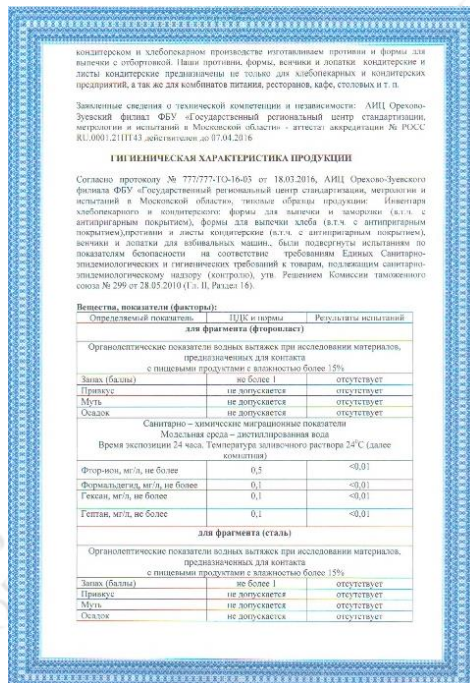 кондитерском и хлебопекарном производстве изготавливаем противни и формы для
выпечки с отбортовкой. Наши противни, формы, венчики и лопатки кондитерские и
листы кондитерские предназначены не только для хлебопекарных и кондитерских
предприятий, а так же для комбинатов питания, ресторанов, кафе, столовых и т. п.
Заявленные сведения о технической компетенции и независимости: АИЦ Орехово-
Зуевский филиал ФБУ «Государственный региональный центр стандартизации,
метрологии и испытаний в Московской области» - аттестат аккредитации № РОСС
RU.0001.21ПТ43 действителен до 07.04.2016
ГИГИЕНИЧЕСКАЯ ХАРАКТЕРИСТИКА ПРОДУКЦИИ
Согласно протоколу № 777/777-ТО-16-03 от 18.03.2016, АИЦ Орехово-Зуевского
филиала ФБУ «Государственный региональный центр стандартизации, метрологии и
испытаний в Московской области», типовые образцы продукции: Инвентаря
хлебопекарного и кондитерского: формы для выпечки и заморозки (в.т.ч. с
антипригарным покрытием), формы для выпечки хлеба (в.т.ч. с антипригарным
покрытием),противни и листы кондитерские (в.т.ч. с антипригарным покрытием),
венчики и лопатки для взбивальных машин., были подвергнуты испытаниям по
показателям безопасности на соответствие требованиям Единых Санитарно-
эпидемиологических и гигиенических требований к товарам, подлежащим санитарно-
эпидемиологическому надзору (контролю), утв. Решением Комиссии таможенного
союза № 299 от 28.05.2010 (Гл. II, Раздел 16).
Вещества, показатели (факторы):
Определяемый показатель ПДК и нормы Результаты испытаний
для фрагмента (фторопласт)
Органолептические показатели водных вытяжек при исследовании материалов,
предназначенных для контакта
с пищевыми продуктами с влажностью более 15%
Запах (баллы) не более 1 отсутствует
Привкус не допускается отсутствует
Муть не допускается отсутствует
Осадок не допускается отсутствует
Санитарно – химические миграционные показатели
Модельная среда – дистиллированная вода
Время экспозиции 24 часа. Температура заливочного раствора 24°С (далее
комнатная)
Фтор-ион, мг/л, не более 0,5 <0,01
Формальдегид, мг/л, не более 0,1 <0,01
Гексан, мг/л, не более 0,1 <0,01
Гептан, мг/л, не более 0,1 <0,01
для фрагмента (сталь)
Органолептические показатели водных вытяжек при исследовании материалов,
предназначенных для контакта
с пищевыми продуктами с влажностью более 15%
Запах (баллы) не более 1 отсутствует
Привкус не допускается отсутствует
Муть не допускается отсутствует
Осадок не допускается отсутствует